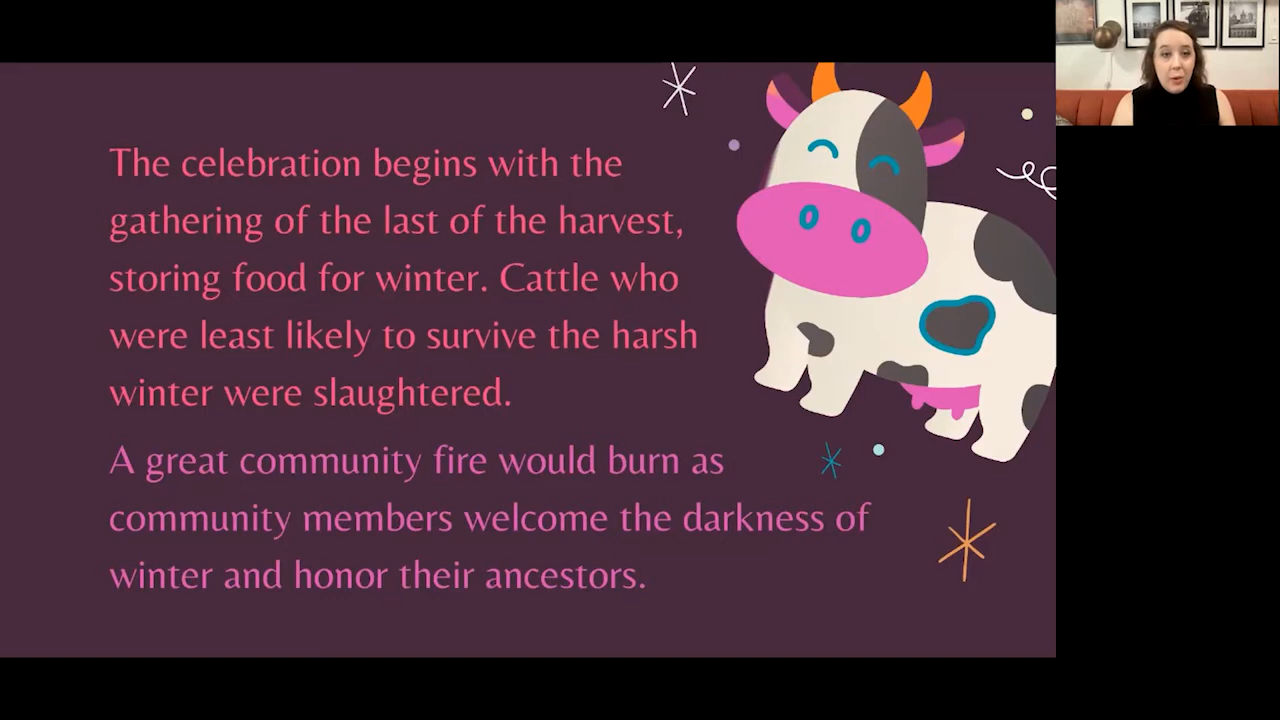 The celebration begins with the
gathering of the last of the harvest,
storing food for winter. Cattle who
were least likely to survive the harsh
winter were slaughtered.
A great community fire would burn as
community members welcome the darkness of
winter and honor their ancestors.